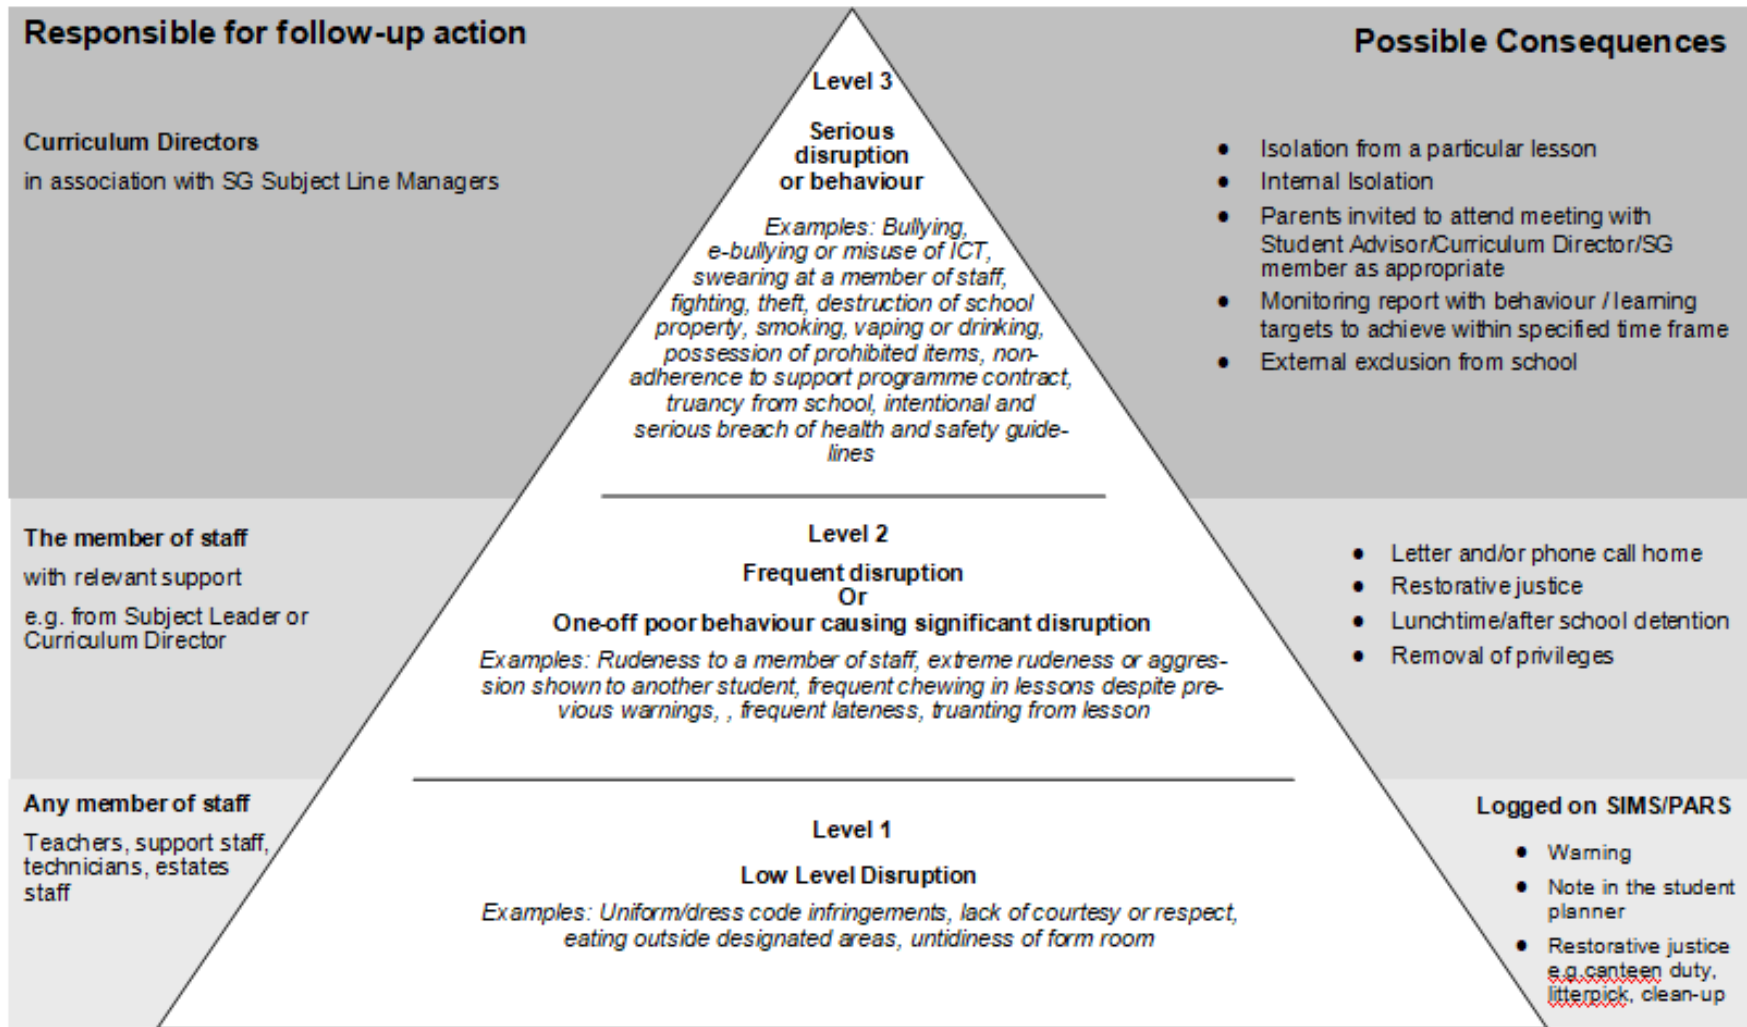 Responsible for follow-up action
Possible Consequences
Level 3
Serious
disruption
or behaviour
Examples: Bullying,
e-bullying or misuse of ICT,
swearing at a member of staff,
fighting, theft, destruction of school
property, smoking, vaping or drinking,
possession of prohibited items, non-
adherence to support programme contract,
truancy from school, intentional and
serious breach of health and safety guide-
lines
Curriculum Directors
in association with SG Subject Line Managers
● Isolation from a particular lesson
● Internal Isolation
● Parents invited to attend meeting with
Student Advisor/Curriculum Director/SG
member as appropriate
● Monitoring report with behaviour / learning
targets to achieve within specified time frame
● External exclusion from school
The member of staff
with relevant support
e.g. from Subject Leader or
Curriculum Director
Level 2
Frequent disruption
Or
One-off poor behaviour causing significant disruption
Examples: Rudeness to a member of staff, extreme rudeness or aggres-
sion shown to another student, frequent chewing in lessons despite pre-
vious warnings, , frequent lateness, truanting from lesson
● Letter and/or phone call home
● Restorative justice
● Lunchtime/after school detention
● Removal of privileges
Any member of staff
Teachers, support staff,
technicians, estates
staff
Level 1
Low Level Disruption
Examples: Uniform/dress code infringements, lack of courtesy or respect,
eating outside designated areas, untidiness of form room
Logged on SIMS/PARS
● Warning
● Note in the student
planner
● Restorative justice
e.g.canteen duty,
litterpick, clean-up